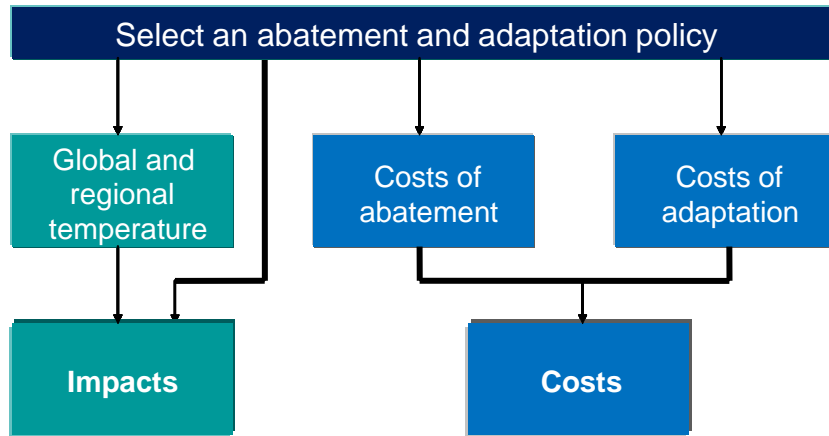 Select an abatement and adaptation policy
Global and
regional
temperature
Costs of
abatement
Costs of
adaptation
Impacts
Costs